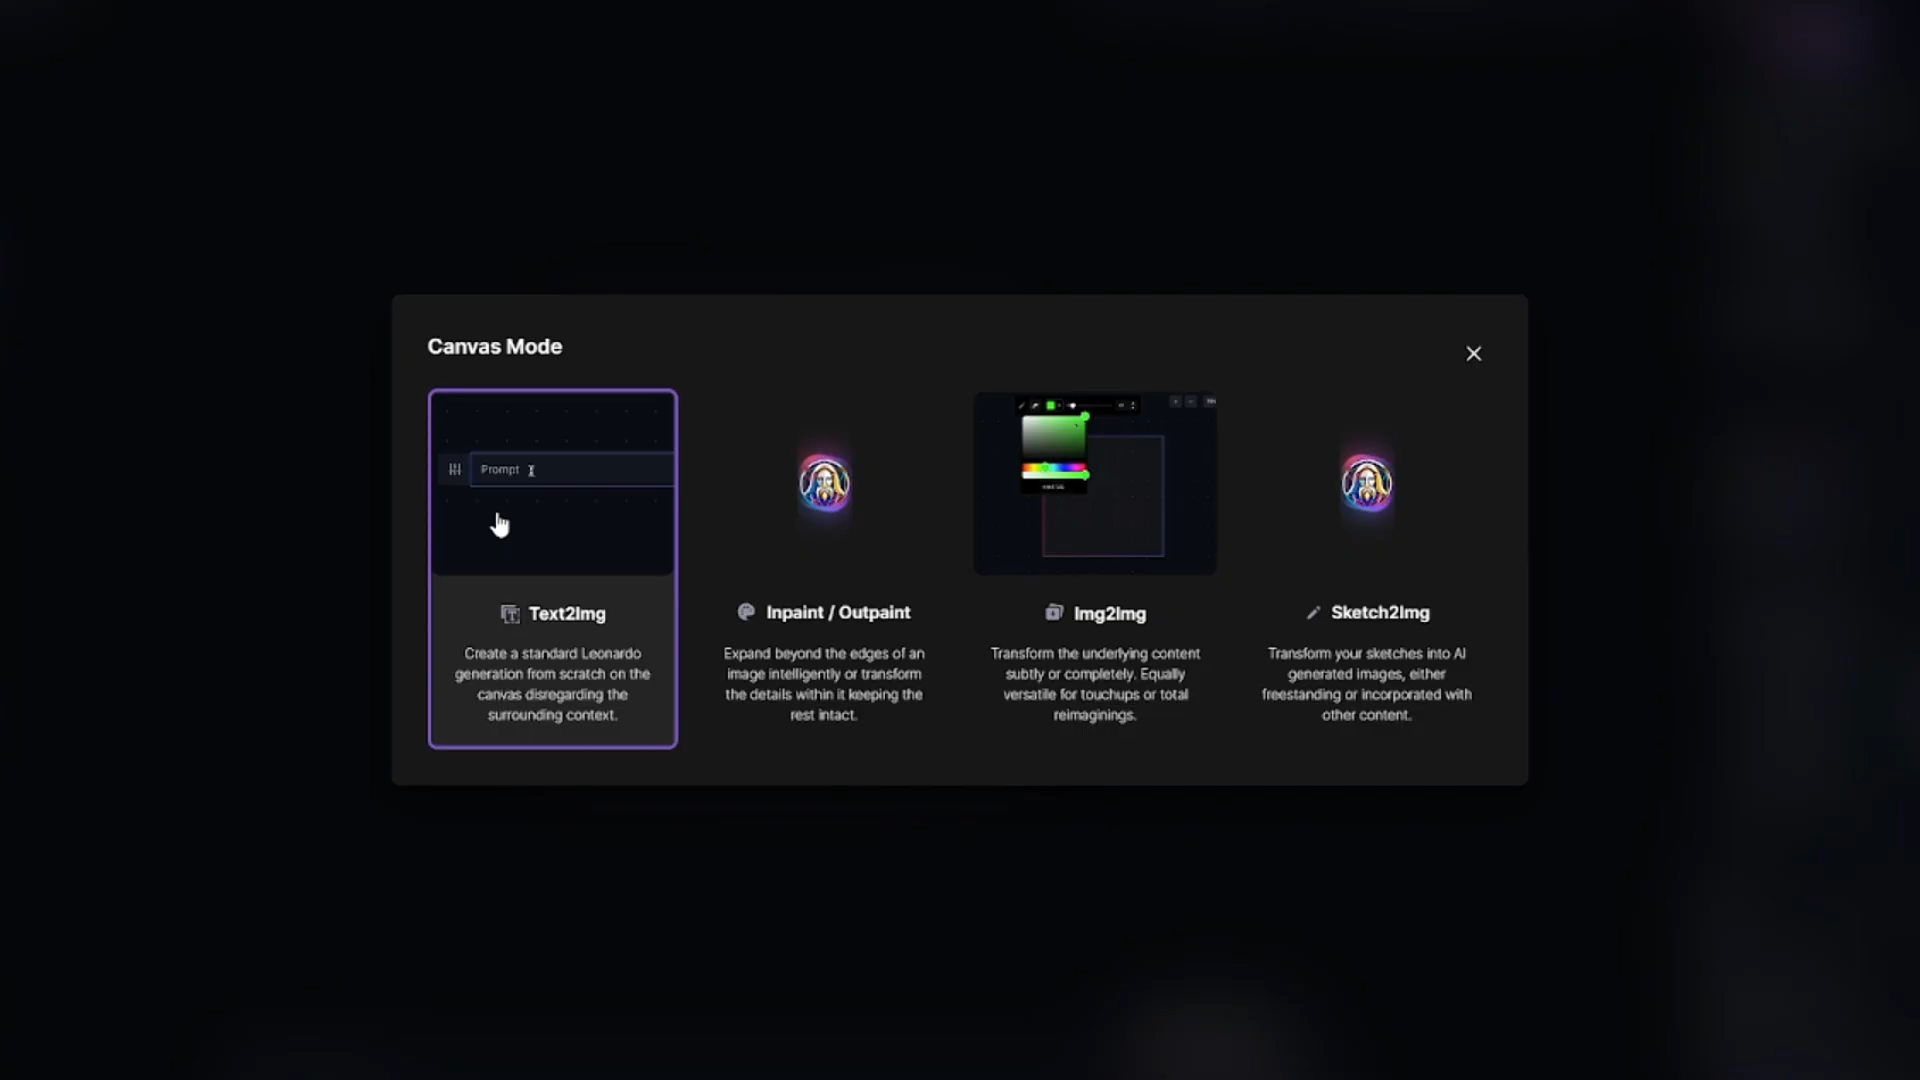 Canvas Mode
Prompt
Text2Img
Create a standard Leonardo
generation from scratch on the
canvas disregarding the
surrounding context.
Inpaint / Outpaint
Expand beyond the edges of an
image intelligently or transform
the details within it keeping the
rest intact.
Img2Img
Transform the underlying content
subtly or completely. Equally
versatile for touchups or total
reimaginings.
Sketch2Img
Transform your sketches into AI
generated images, either
freestanding or incorporated with
other content.